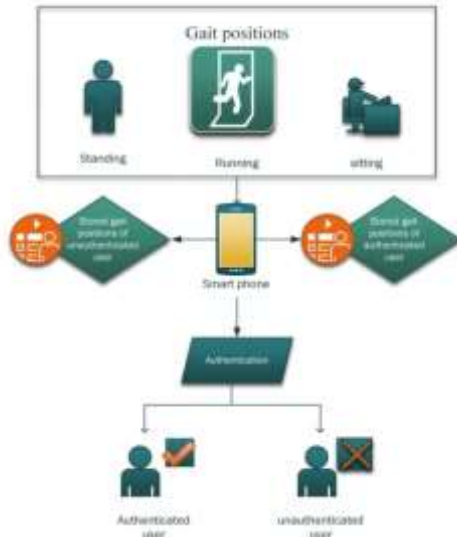 Gait positions
Standing
Running
sitting
Stored gait
positions of
unauthenticated
user
Stored gait
positions of
authenticated
user
Smart phone
Authentication
Authenticated
user
unauthenticated
user